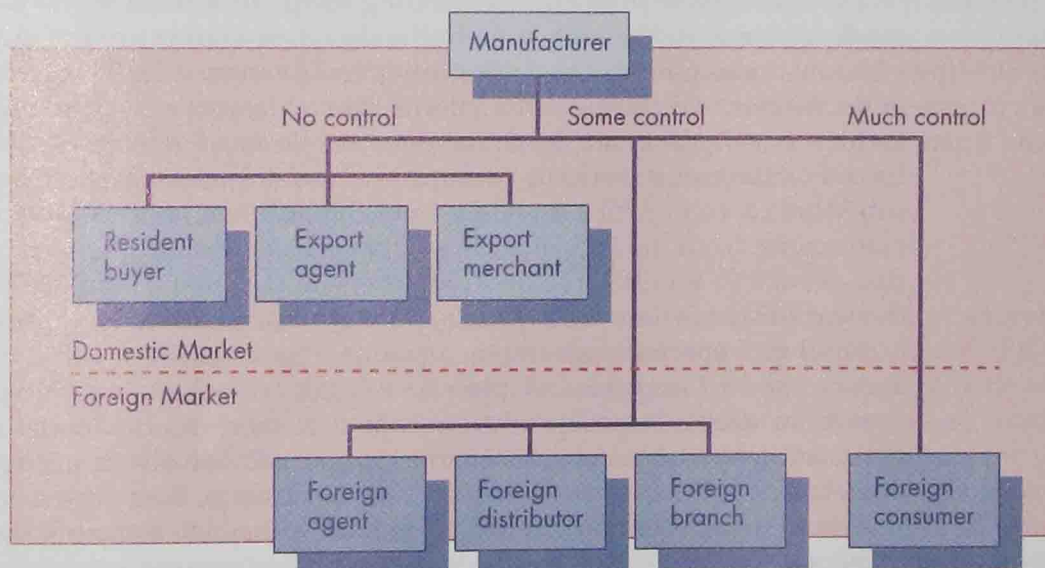 Manufacturer
No control
Some control
Much control
Resident
buyer
Export
agent
Export
merchant
Domestic Market
Foreign Market
Foreign
agent
Foreign
distributor
Foreign
branch
Foreign
consumer